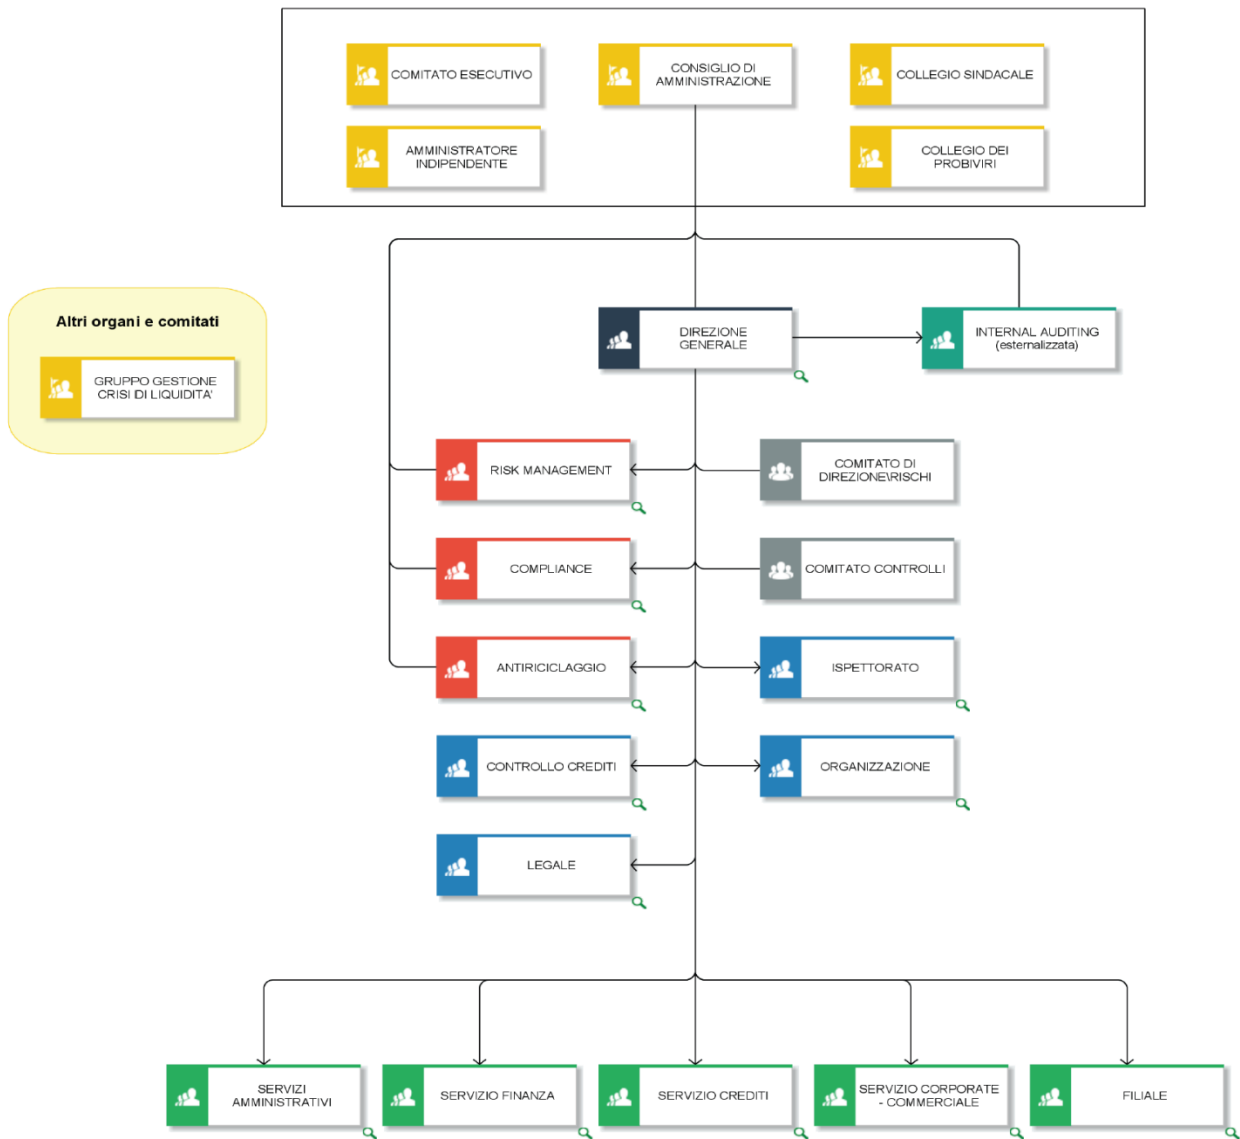 COMITATO ESECUTIVO
CONSIGLIO DI
AMMINISTRAZIONE
COLLEGIO SINDACALE
AMMINISTRATORE
INDIPENDENTE
COLLEGIO DEI
PROBIVIRI
Altri organi e comitati
GRUPPO GESTIONE
CRISI DI LIQUIDITA'
DIREZIONE
GENERALE
INTERNAL AUDITING
(esternalizzata)
RISK MANAGEMENT
COMITATO DI
DIREZIONE\RISCHI
COMPLIANCE
COMITATO CONTROLLI
ANTIRICICLAGGIO
ISPETTORATO
CONTROLLO CREDITI
ORGANIZZAZIONE
LEGALE
SERVIZI
AMMINISTRATIVI
SERVIZIO FINANZA
SERVIZIO CREDITI
SERVIZIO CORPORATE
- COMMERCIALE
FILIALE